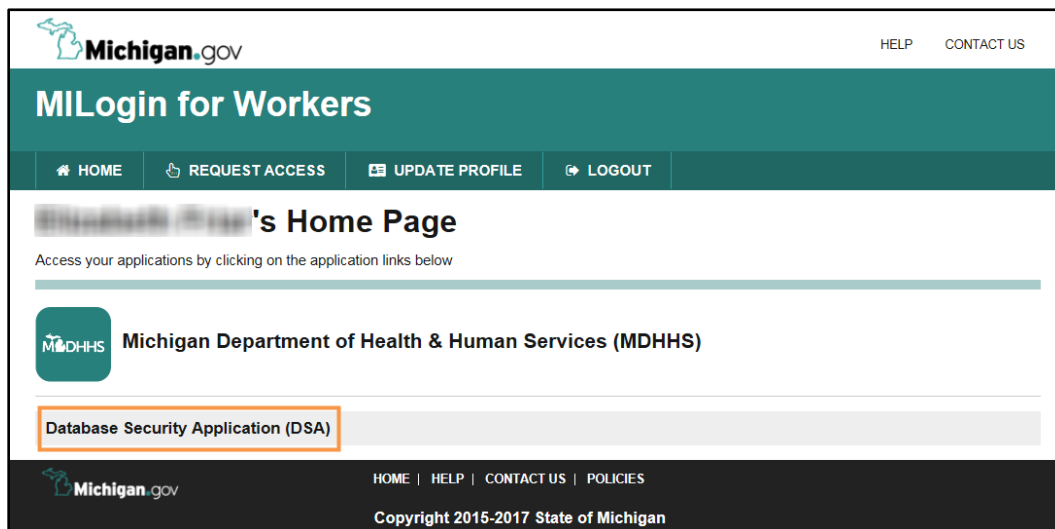 Michigan.gov
HELP CONTACT US
MILogin for Workers
HOME REQUEST ACCESS UPDATE PROFILE LOGOUT
's Home Page
Access your applications by clicking on the application links below
MDHHS Michigan Department of Health & Human Services (MDHHS)
Database Security Application (DSA)
Michigan.gov
HOME | HELP | CONTACT US | POLICIES
Copyright 2015-2017 State of Michigan